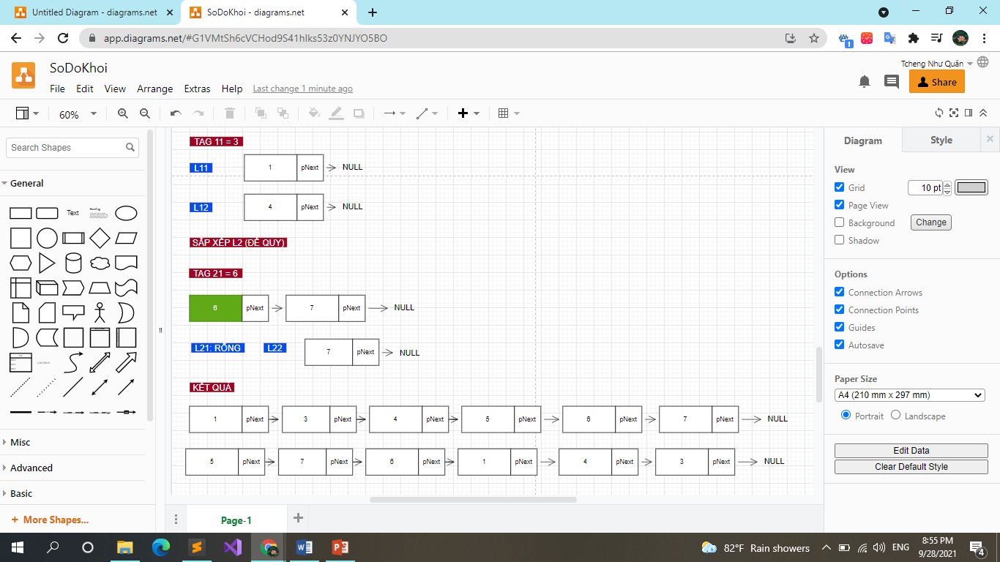 Untitled Diagram - diagrams.net
SoDoKhoi - diagrams.net
app.diagrams.net/#G1VMtSh6cVCHod9S41hIks53z0YNJYO5BO
1
SoDoKhoi
Tcheng Như Quân
File Edit View Arrange Extras Help Last change 1 minute ago
Share
60%
Search Shapes
General
Text
Heading
List Item
Misc
Advanced
Basic
+ More Shapes...
TAG 11 = 3
L11 1 pNext NULL
L12 4 pNext NULL
SẮP XẾP L2 (ĐỆ QUY)
TAG 21 = 6
6 pNext 7 pNext NULL
L21: RỖNG L22 7 pNext NULL
KẾT QUẢ
1 pNext 3 pNext 4 pNext 5 pNext 6 pNext 7 pNext NULL
5 pNext 7 pNext 6 pNext 1 pNext 4 pNext 3 pNext NULL
Page-1
Diagram Style
View
Grid 10 pt
Page View
Background Change
Shadow
Options
Connection Arrows
Connection Points
Guides
Autosave
Paper Size
A4 (210 mm x 297 mm)
Portrait Landscape
Edit Data
Clear Default Style
82°F Rain showers ENG 8:55 PM
9/28/2021
4